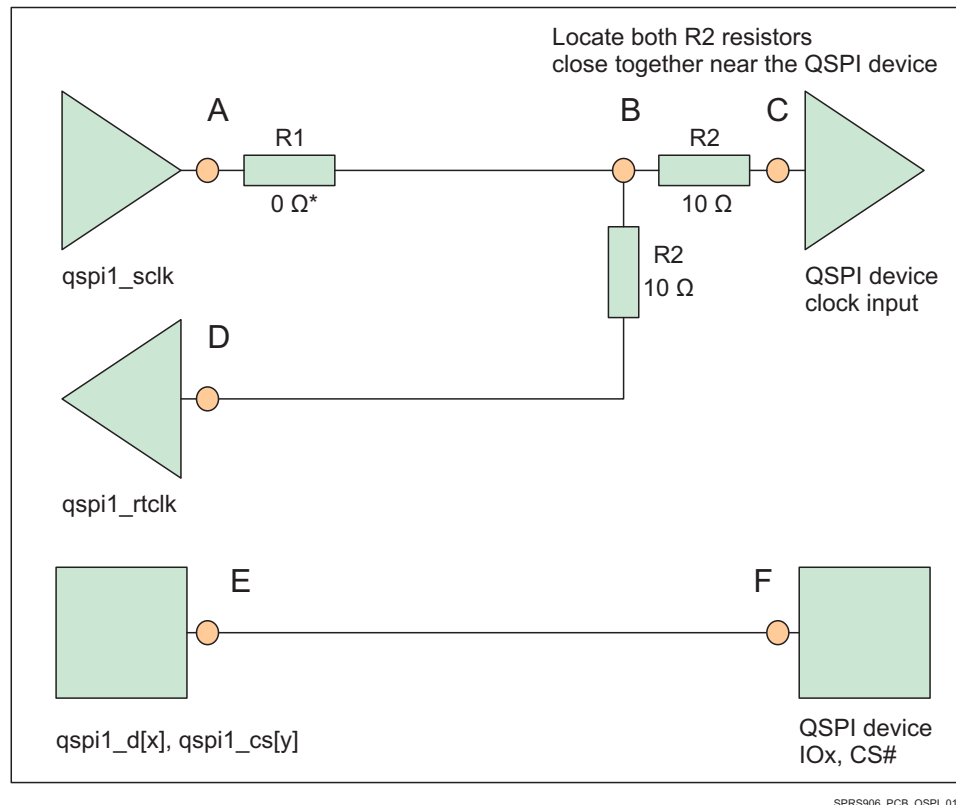 Locate both R2 resistors
close together near the QSPI device
A
R1
0 Ω*
B
R2
10 Ω
C
R2
10 Ω
qspi1_sclk
QSPI device
clock input
D
qspi1_rtclk
E
F
qspi1_d[x], qspi1_cs[y]
QSPI device
IOx, CS#
SPRS906_PCB_QSPI_01